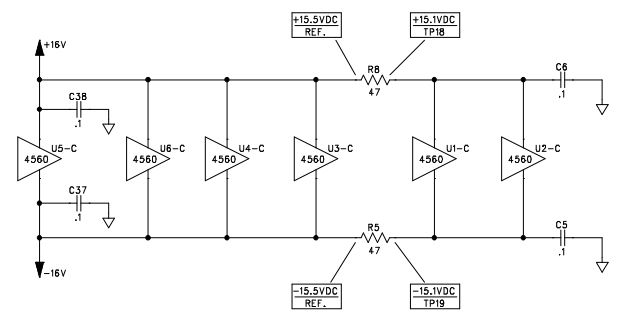 +15.5VDC
REF.
+15.1VDC
TP18
+16V
R8
47
C6
.1
C38
.1
U5-C
4560
U6-C
4560
U4-C
4560
U3-C
4560
U1-C
4560
U2-C
4560
C37
.1
R5
47
C5
.1
-16V
-15.5VDC
REF.
-15.1VDC
TP19